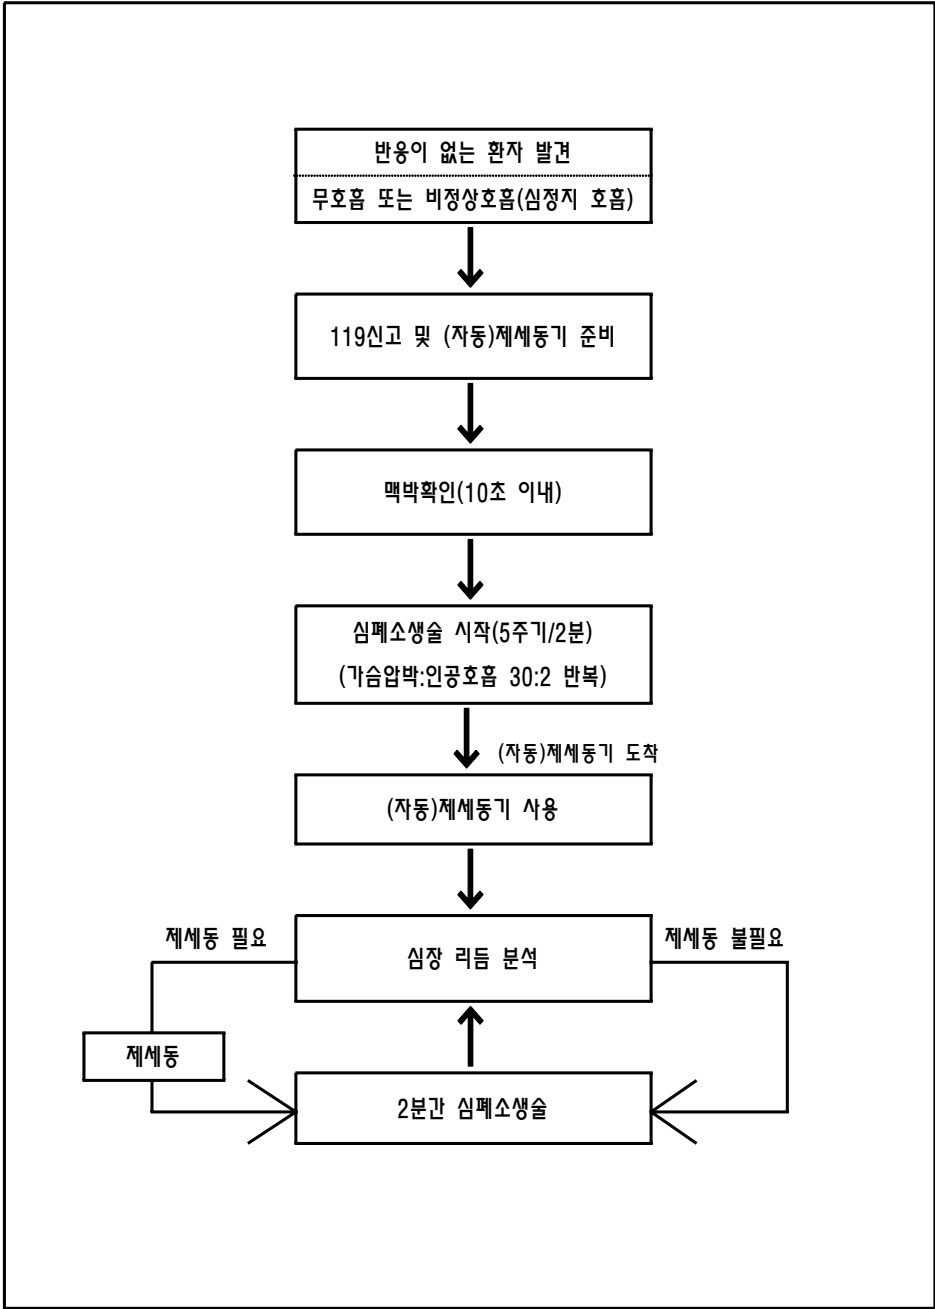 반응이 없는 환자 발견
무호흡 또는 비정상호흡(심정지 호흡)
119신고 및 (자동)제세동기 준비
맥박확인(10초 이내)
심폐소생술 시작(5주기/2분)
(가슴압박:인공호흡 30:2 반복)
(자동)제세동기 도착
(자동)제세동기 사용
제세동 필요
심장 리듬 분석
제세동 불필요
제세동
2분간 심폐소생술